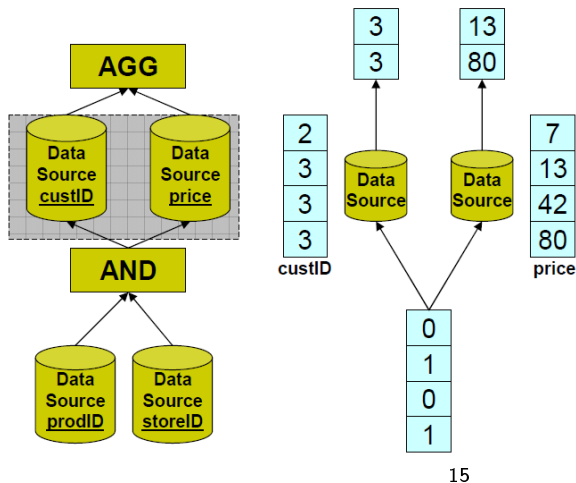 AGG
Data
Source
custID
Data
Source
price
AND
Data
Source
prodID
Data
Source
storeID
3
3
13
80
2
3
3
3
custID
Data
Source
Data
Source
7
13
42
80
price
0
1
0
1
15